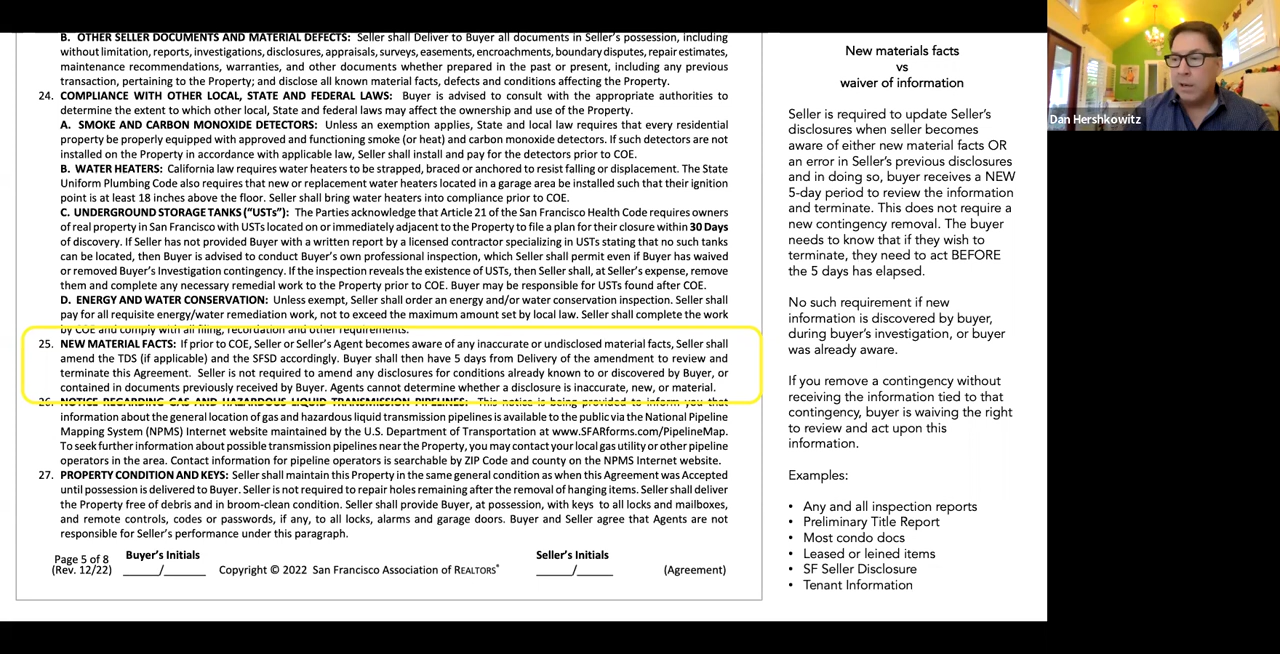 B. OTHER SELLER DOCUMENTS AND MATERIAL DEFECTS: Seller shall Deliver to Buyer all documents in Seller's possession, including
without limitation, reports, investigations, disclosures, appraisals, surveys, easements, encroachments, boundary disputes, repair estimates,
maintenance recommendations, warranties, and other documents whether prepared in the past or present, including any previous
transaction, pertaining to the Property; and disclose all known material facts, defects and conditions affecting the Property.
24. COMPLIANCE WITH OTHER LOCAL, STATE AND FEDERAL LAWS: Buyer is advised to consult with the appropriate authorities to
determine the extent to which other local, State and federal laws may affect the ownership and use of the Property.
A. SMOKE AND CARBON MONOXIDE DETECTORS: Unless an exemption applies, State and local law requires that every residential
property be properly equipped with approved and functioning smoke (or heat) and carbon monoxide detectors. If such detectors are not
installed on the Property in accordance with applicable law, Seller shall install and pay for the detectors prior to COE.
B. WATER HEATERS: California law requires water heaters to be strapped, braced or anchored to resist falling or displacement. The State
Uniform Plumbing Code also requires that new or replacement water heaters located in a garage area be installed such that their ignition
point is at least 18 inches above the floor. Seller shall bring water heaters into compliance prior to COE.
C. UNDERGROUND STORAGE TANKS ("USTs"): The Parties acknowledge that Article 21 of the San Francisco Health Code requires owners
of real property in San Francisco with USTs located on or immediately adjacent to the Property to file a plan for their closure within 30 Days
of discovery. If Seller has not provided Buyer with a written report by a licensed contractor specializing in USTs stating that no such tanks
can be located, then Buyer is advised to conduct Buyer's own professional inspection, which Seller shall permit even if Buyer has waived
or removed Buyer's Investigation contingency. If the inspection reveals the existence of USTs, then Seller shall, at Seller's expense, remove
them and complete any necessary remedial work to the Property prior to COE. Buyer may be responsible for USTs found after COE.
D. ENERGY AND WATER CONSERVATION: Unless exempt, Seller shall order an energy and/or water conservation inspection. Seller shall
pay for all requisite energy/water remediation work, not to exceed the maximum amount set by local law. Seller shall complete the work
by COE and comply with all filing, recordation and other requirements.
25. NEW MATERIAL FACTS: If prior to COE, Seller or Seller's Agent becomes aware of any inaccurate or undisclosed material facts, Seller shall
amend the TDS (if applicable) and the SFSD accordingly. Buyer shall then have 5 days from Delivery of the amendment to review and
terminate this Agreement. Seller is not required to amend any disclosures for conditions already known to or discovered by Buyer, or
contained in documents previously received by Buyer. Agents cannot determine whether a disclosure is inaccurate, new, or material.
26. NOTICE REGARDING GAS AND HAZARDOUS LIQUID TRANSMISSION PIPELINES: This notice is being provided to inform you that
information about the general location of gas and hazardous liquid transmission pipelines is available to the public via the National Pipeline
Mapping System (NPMS) Internet website maintained by the U.S. Department of Transportation at www.SFARforms.com/PipelineMap.
To seek further information about possible transmission pipelines near the Property, you may contact your local gas utility or other pipeline
operators in the area. Contact information for pipeline operators is searchable by ZIP Code and county on the NPMS Internet website.
27. PROPERTY CONDITION AND KEYS: Seller shall maintain this Property in the same general condition as when this Agreement was Accepted
until possession is delivered to Buyer. Seller is not required to repair holes remaining after the removal of hanging items. Seller shall deliver
the Property free of debris and in broom-clean condition. Seller shall provide Buyer, at possession, with keys to all locks and mailboxes,
and remote controls, codes or passwords, if any, to all locks, alarms and garage doors. Buyer and Seller agree that Agents are not
responsible for Seller's performance under this paragraph.
Buyer's Initials Seller's Initials
Page 5 of 8
(Rev. 12/22) ______/_______ Copyright © 2022 San Francisco Association of REALTORS® ______/______ (Agreement)
New materials facts
vs
waiver of information
Seller is required to update Seller's
disclosures when seller becomes
aware of either new material facts OR
an error in Seller's previous disclosures
and in doing so, buyer receives a NEW
5-day period to review the information
and terminate. This does not require a
new contingency removal. The buyer
needs to know that if they wish to
terminate, they need to act BEFORE
the 5 days has elapsed.
No such requirement if new
information is discovered by buyer,
during buyer's investigation, or buyer
was already aware.
If you remove a contingency without
receiving the information tied to that
contingency, buyer is waiving the right
to review and act upon this
information.
Examples:
• Any and all inspection reports
• Preliminary Title Report
• Most condo docs
• Leased or leined items
• SF Seller Disclosure
• Tenant Information
Dan Hershkowitz